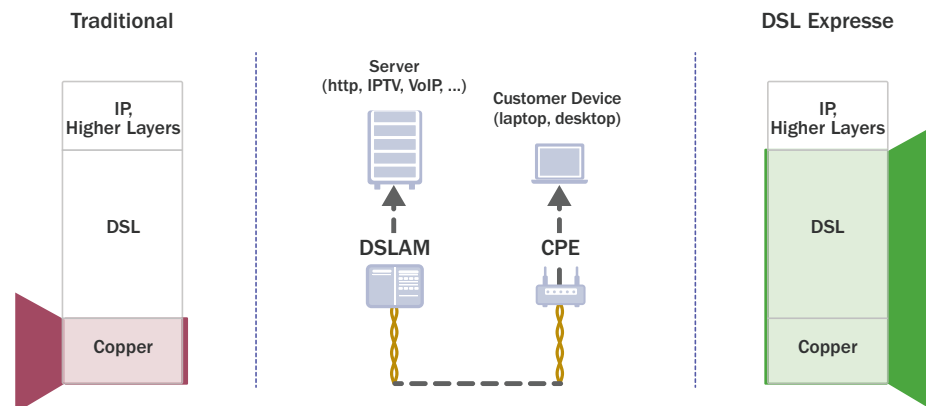 Traditional
IP,
Higher Layers
DSL
Copper
Server
(http, IPTV, VoIP, ...)
Customer Device
(laptop, desktop)
DSLAM
CPE
DSL Expresse
IP,
Higher Layers
DSL
Copper